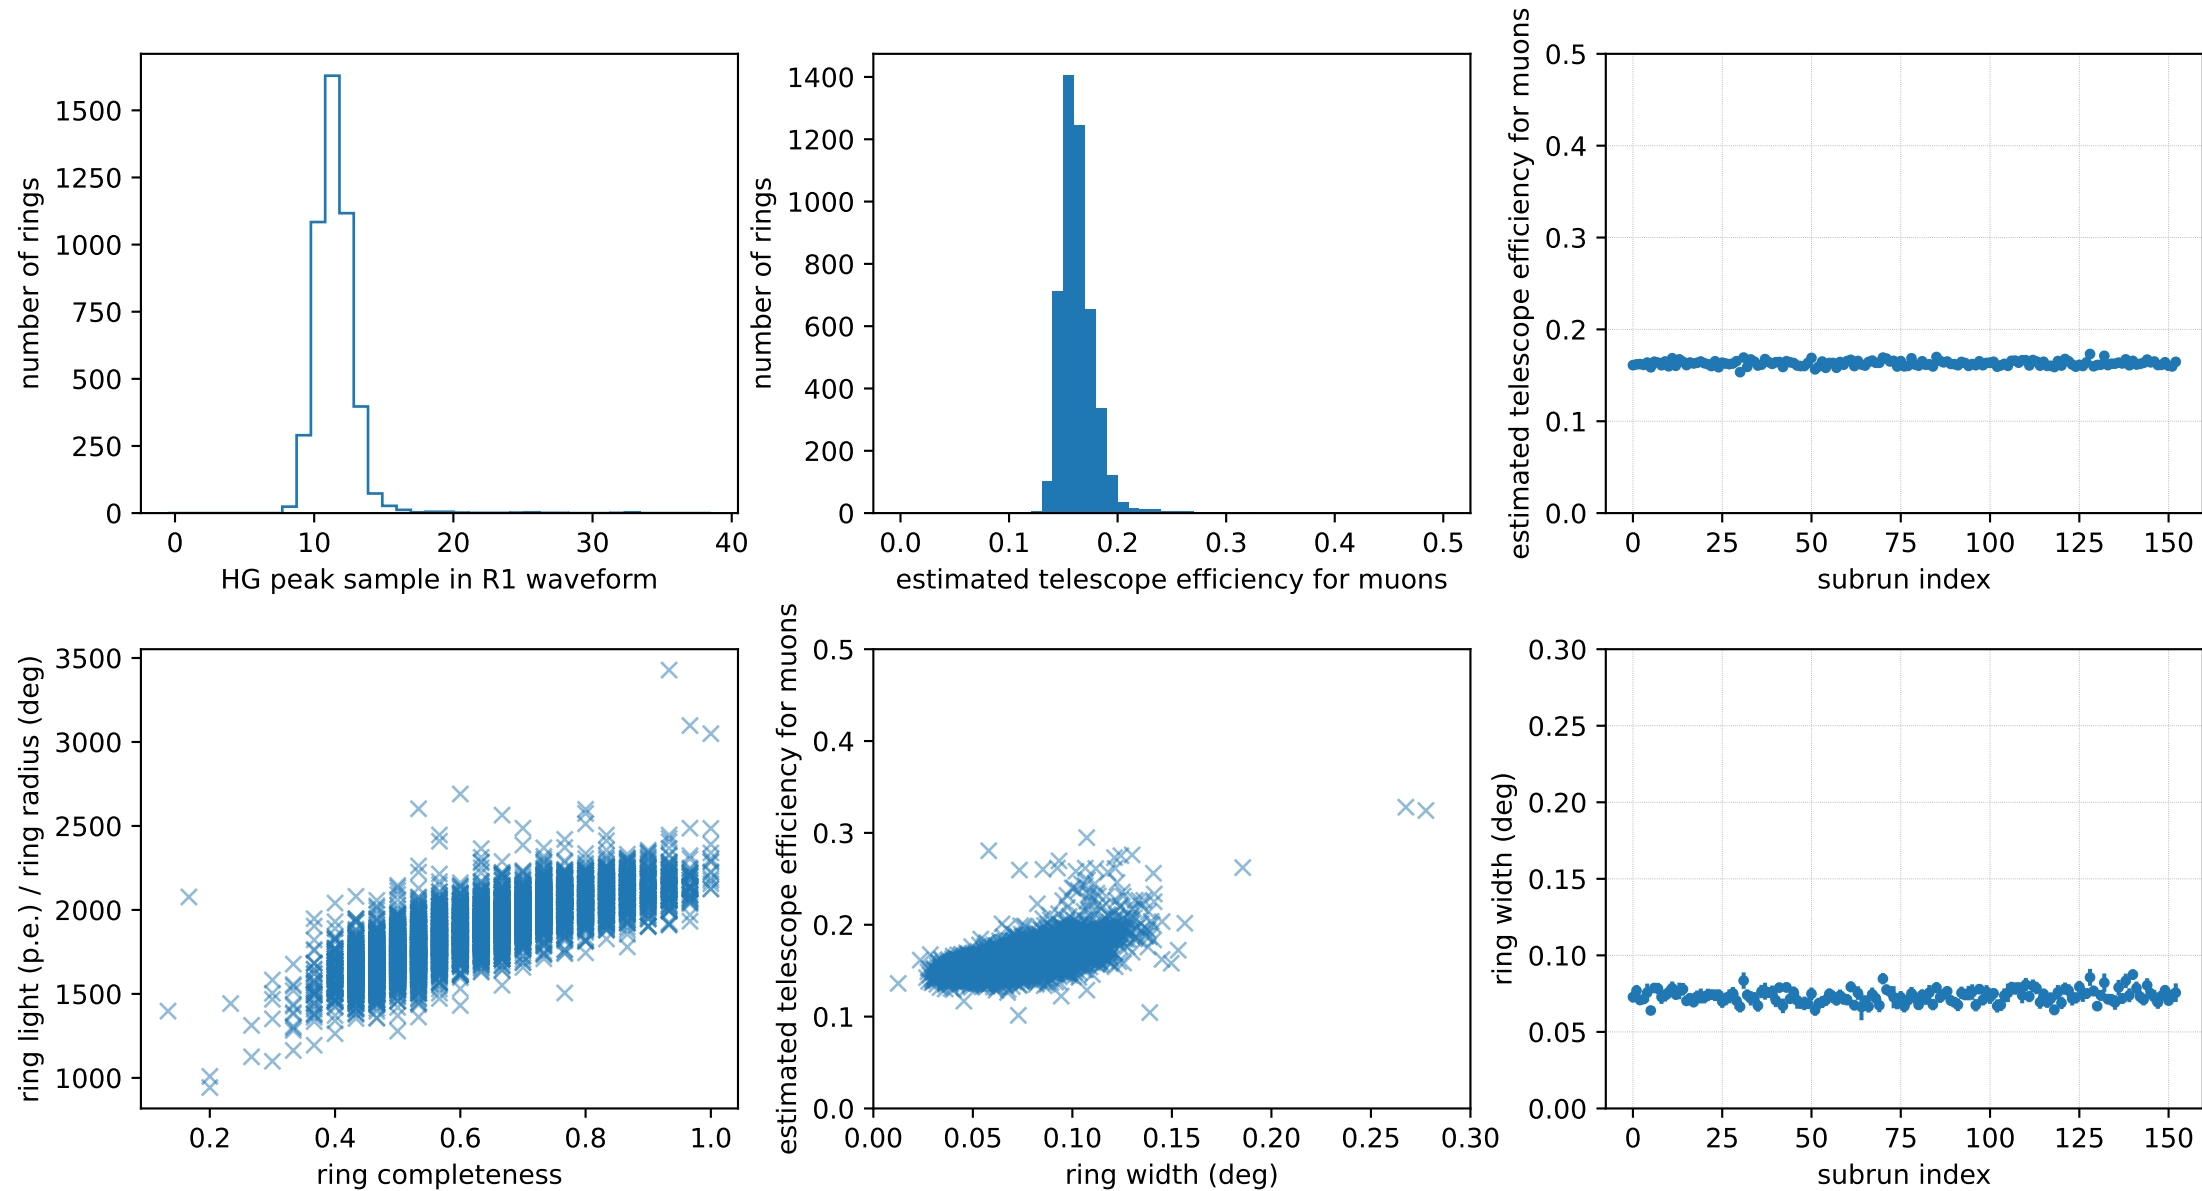 number of rings
1500
1250
1000
750
500
250
0
0 10 20 30 40
HG peak sample in R1 waveform
number of rings
1400
1200
1000
800
600
400
200
0
0.0 0.1 0.2 0.3 0.4 0.5
estimated telescope efficiency for muons
estimated telescope efficiency for muons
0.5
0.4
0.3
0.2
0.1
0.0
0 25 50 75 100 125 150
subrun index
ring light (p.e.) / ring radius (deg)
3500
3000
2500
2000
1500
1000
0.2 0.4 0.6 0.8 1.0
ring completeness
estimated telescope efficiency for muons
0.5
0.4
0.3
0.2
0.1
0.0
0.00 0.05 0.10 0.15 0.20 0.25 0.30
ring width (deg)
ring width (deg)
0.30
0.25
0.20
0.15
0.10
0.05
0.00
0 25 50 75 100 125 150
subrun index